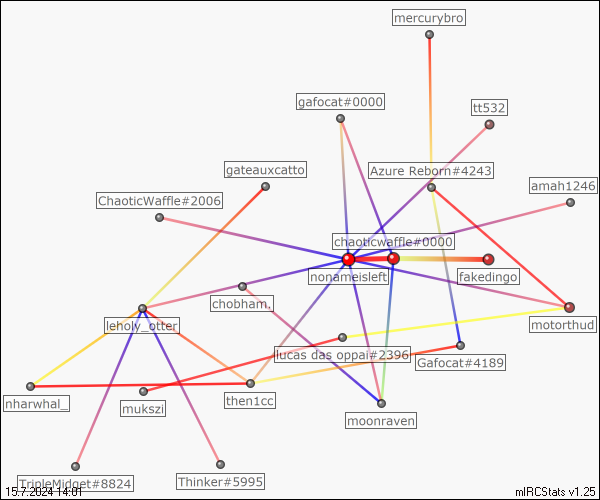 mercurybro
gafocat#0000
tt532
gateauxcatto
Azure Reborn#4243
amah1246
ChaoticWaffle#2006
chaoticwaffle#0000
nonameisleft
fakedingo
chobham,
leholy_otter
motorthud
lucas das oppai#2396
Gafocat#4189
nharwhal_
mukszi
then1cc
moonraven
TripleMidget#8824
Thinker#5995
15.7.2024 14:01
mIRCStats v1.25